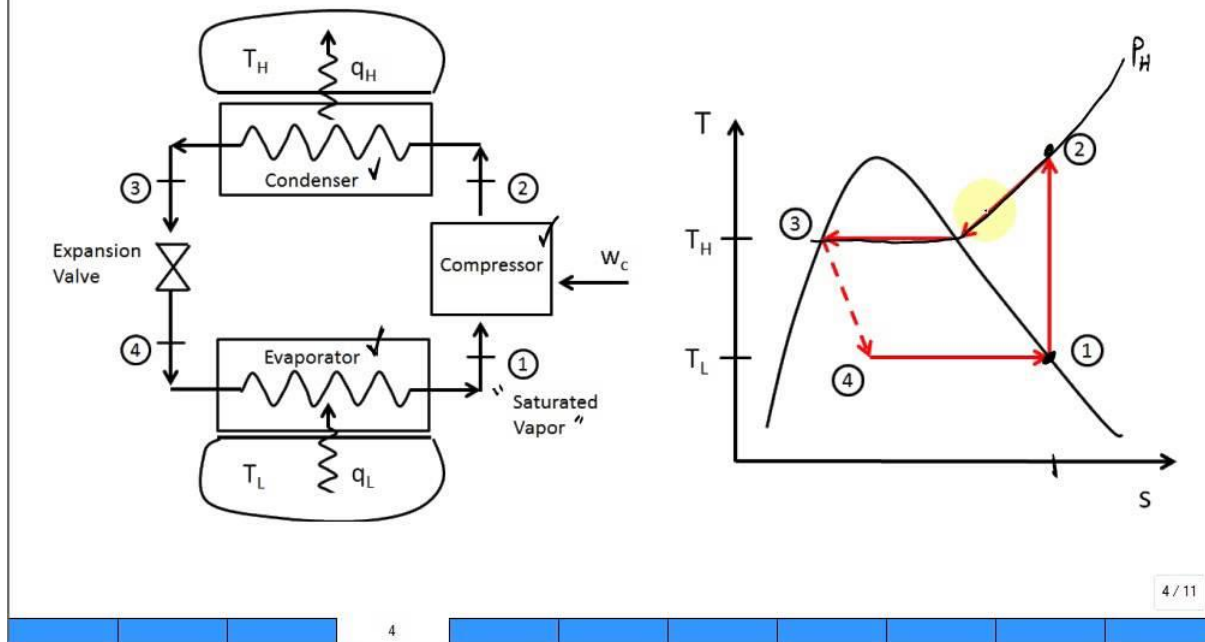 T_H
q_H
Condenser
③
②
Expansion
Valve
Compressor
W_c
④
Evaporator
①
" Saturated
Vapor "
T_L
q_L
P_H
T
②
③
T_H
T_L
①
④
S
4 / 11
4